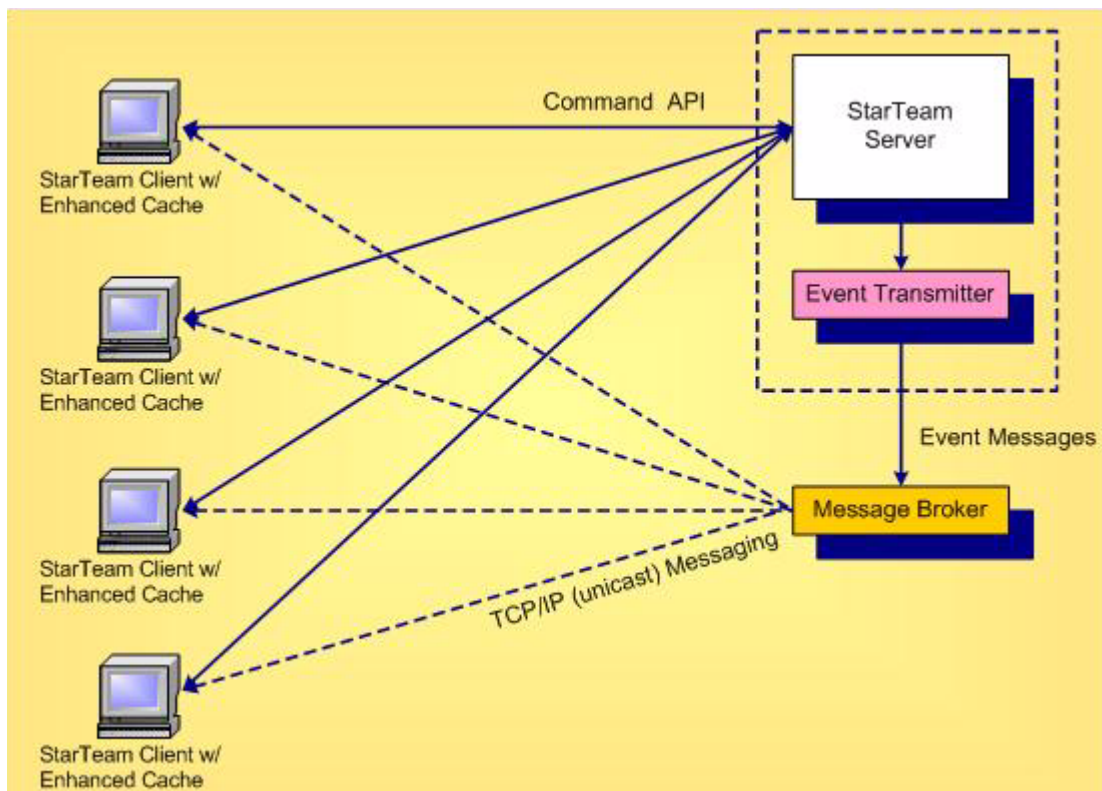 Command API
StarTeam
Server
StarTeam Client w/
Enhanced Cache
Event Transmitter
StarTeam Client w/
Enhanced Cache
Event Messages
Message Broker
StarTeam Client w/
Enhanced Cache
TCP/IP (unicast) Messaging
StarTeam Client w/
Enhanced Cache